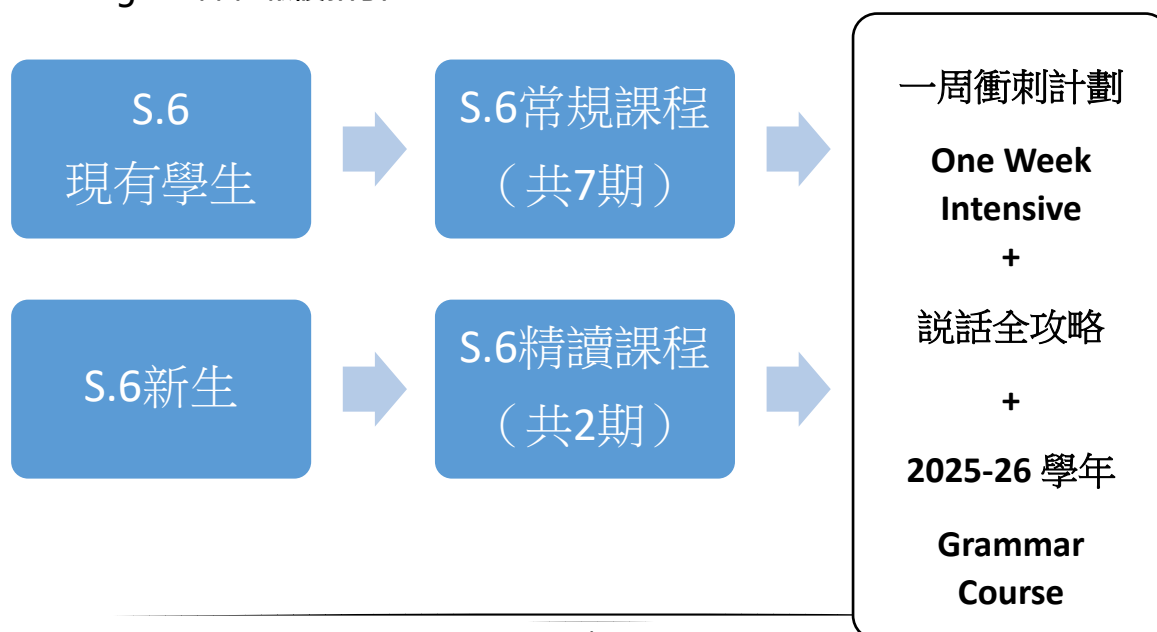 S.6
現有學生
S.6常規課程
（共7期）
S.6新生
S.6精讀課程
（共2期）
一周衝刺計劃
One Week
Intensive
+
説話全攻略
+
2025-26 學年
Grammar
Course